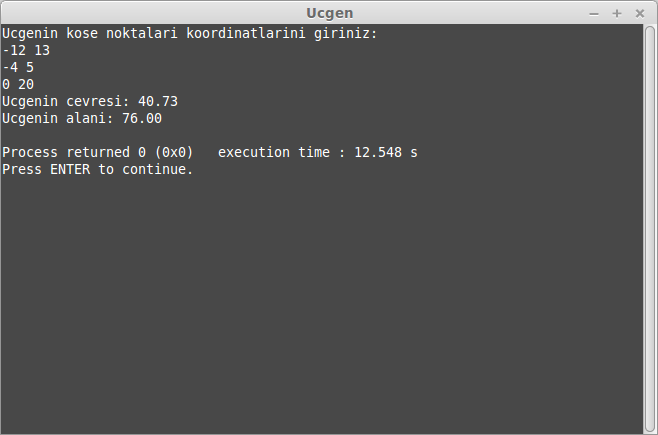 Ucgen
Ucgenin kose noktalari koordinatlarini giriniz:
-12 13
-4 5
0 20
Ucgenin cevresi: 40.73
Ucgenin alani: 76.00
Process returned 0 (0x0)   execution time : 12.548 s
Press ENTER to continue.